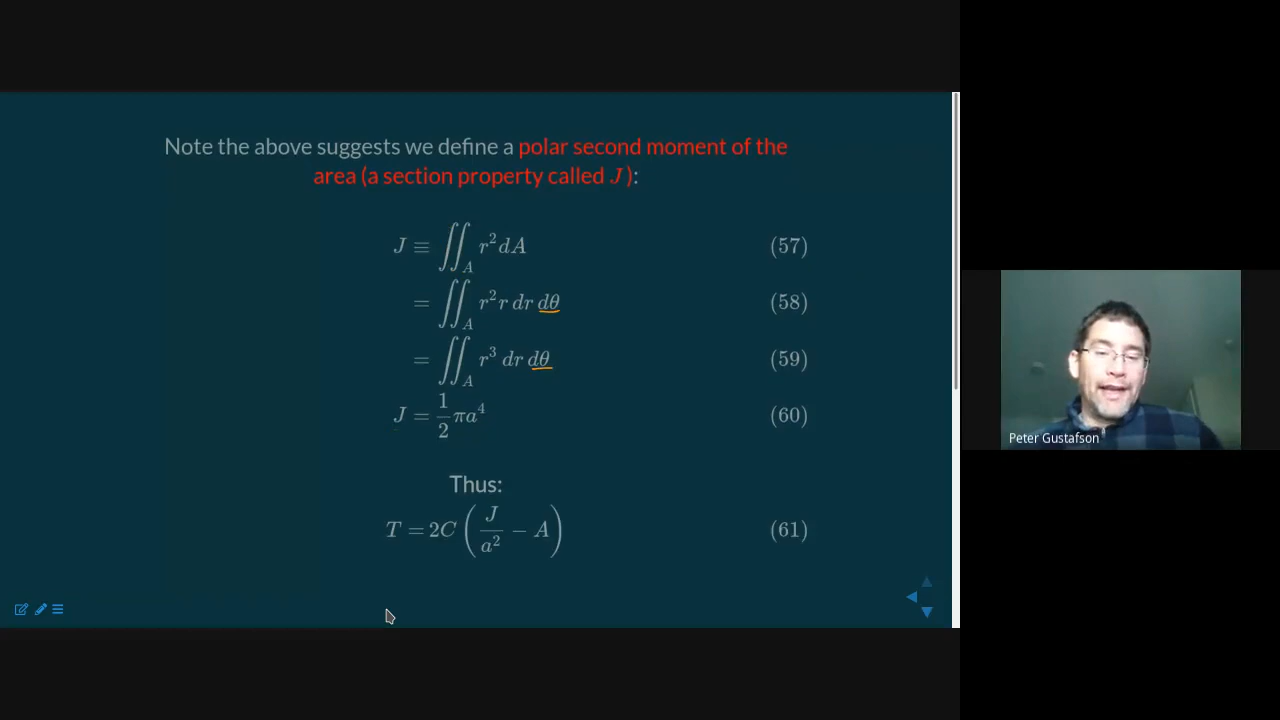 Note the above suggests we define a polar second moment of the
area (a section property called J ):
J ≡ ∬_A r² dA (57)
= ∬_A r² r dr dθ (58)
= ∬_A r³ dr dθ (59)
J = 1/2 πa⁴ (60)
Thus:
T = 2C ( J/a² − A ) (61)
Peter Gustafson